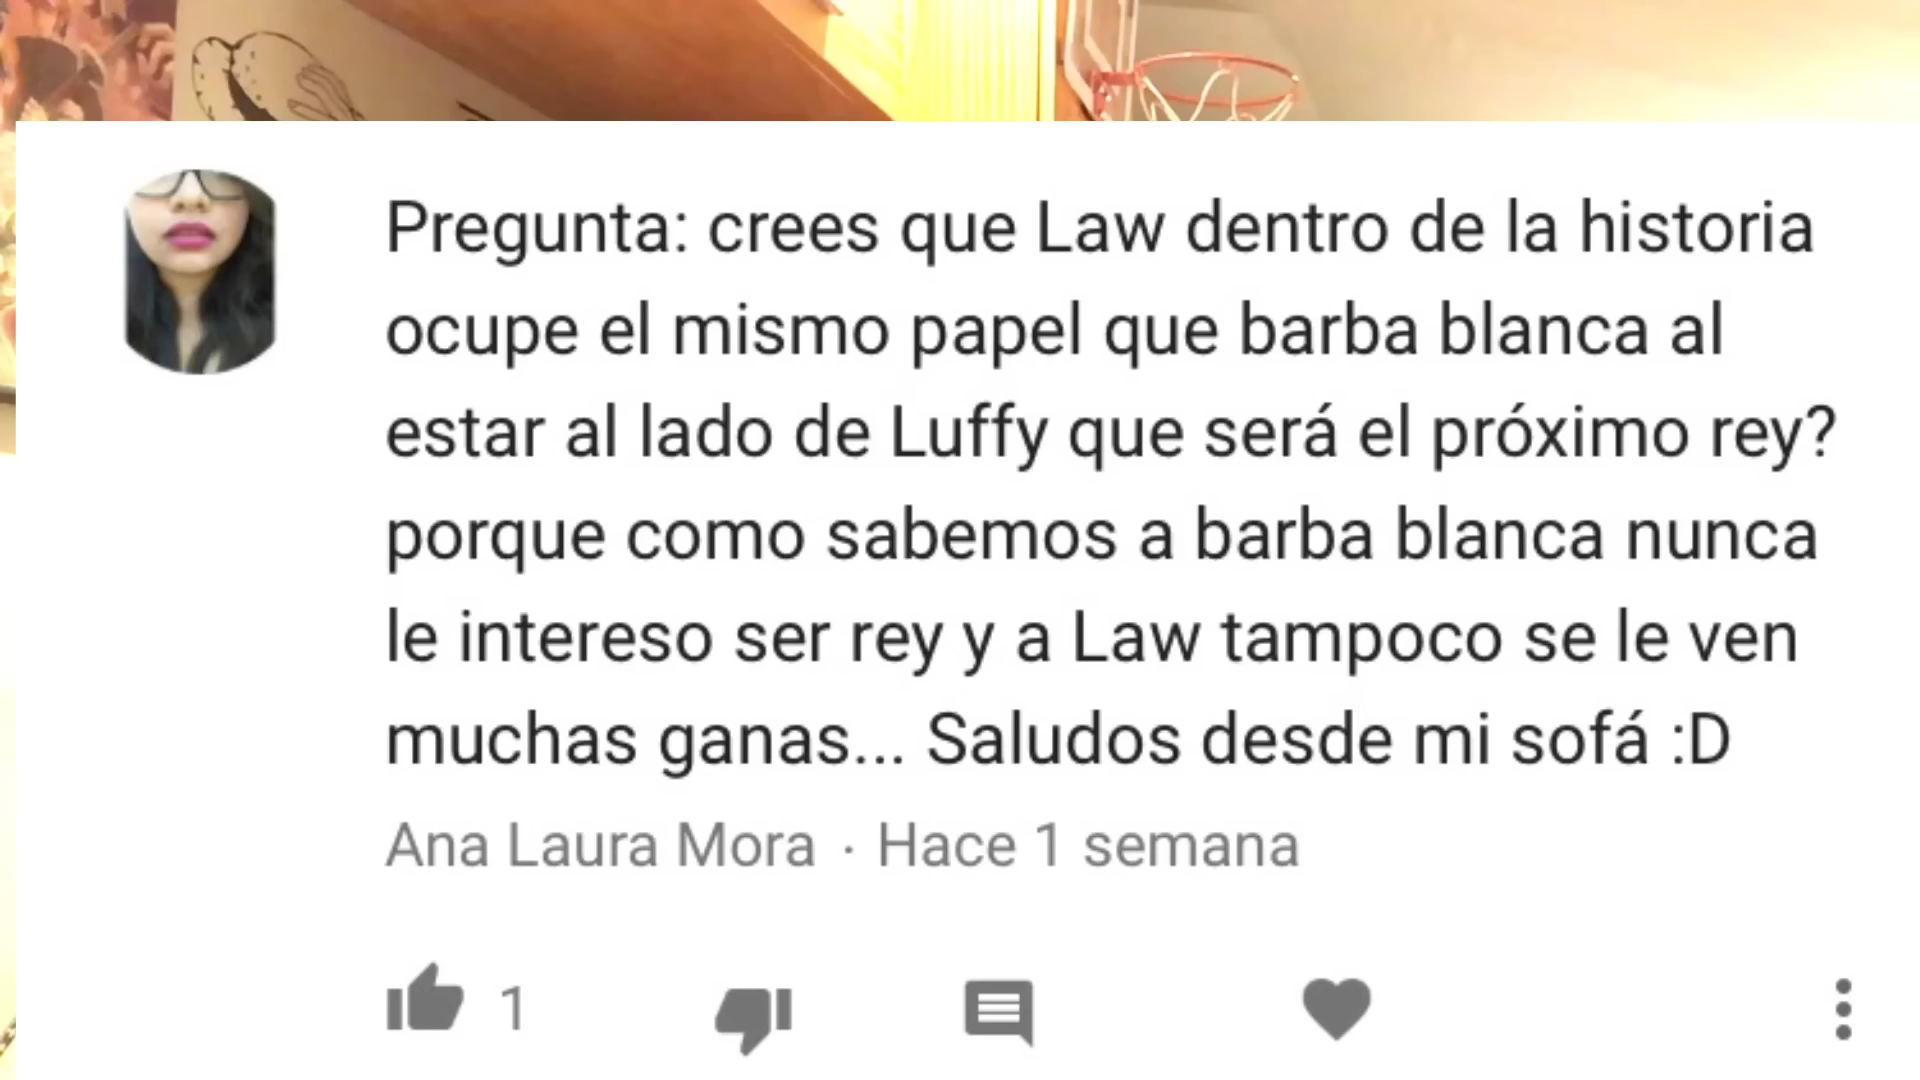 Pregunta: crees que Law dentro de la historia
ocupe el mismo papel que barba blanca al
estar al lado de Luffy que será el próximo rey?
porque como sabemos a barba blanca nunca
le intereso ser rey y a Law tampoco se le ven
muchas ganas... Saludos desde mi sofá :D
Ana Laura Mora · Hace 1 semana
1